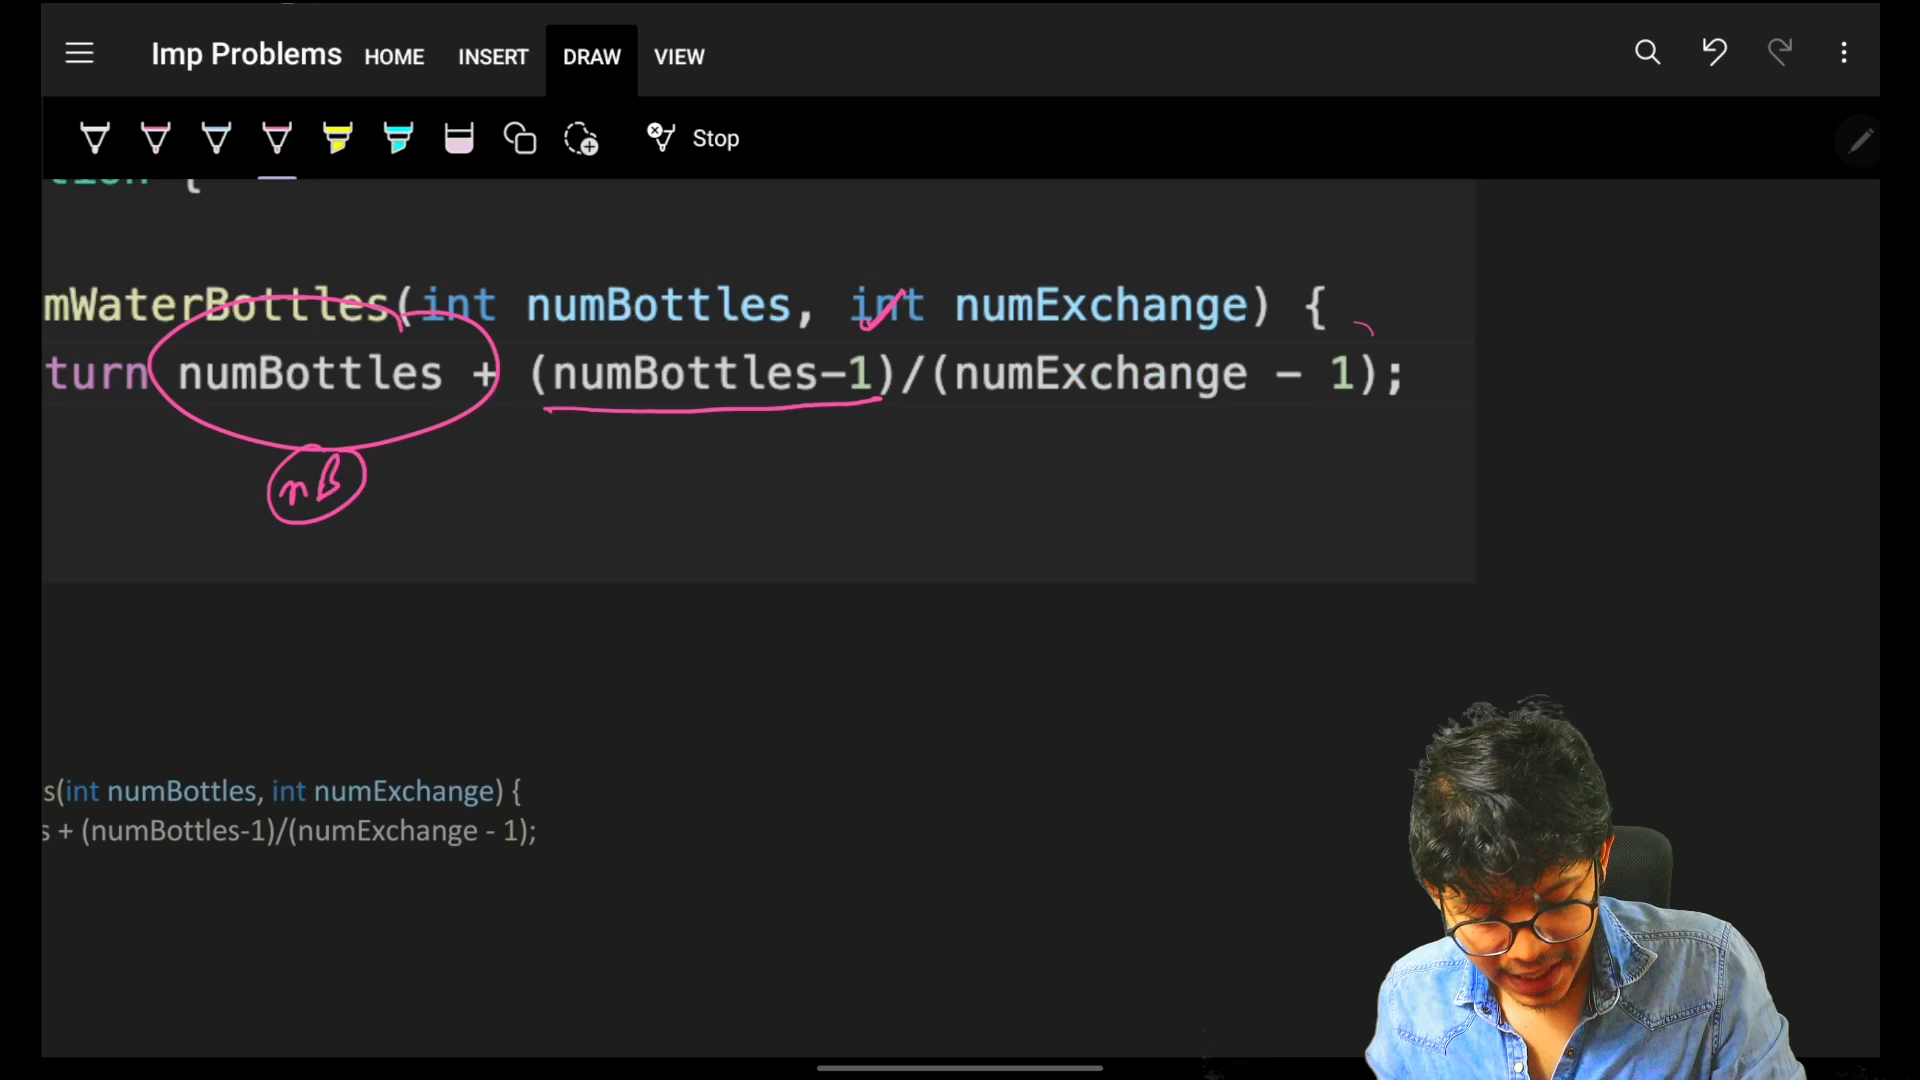 Imp Problems HOME INSERT DRAW VIEW
Stop
tion {
mWaterBottles(int numBottles, int numExchange) {
turn numBottles + (numBottles-1)/(numExchange - 1);
nB
s(int numBottles, int numExchange) {
s + (numBottles-1)/(numExchange - 1);